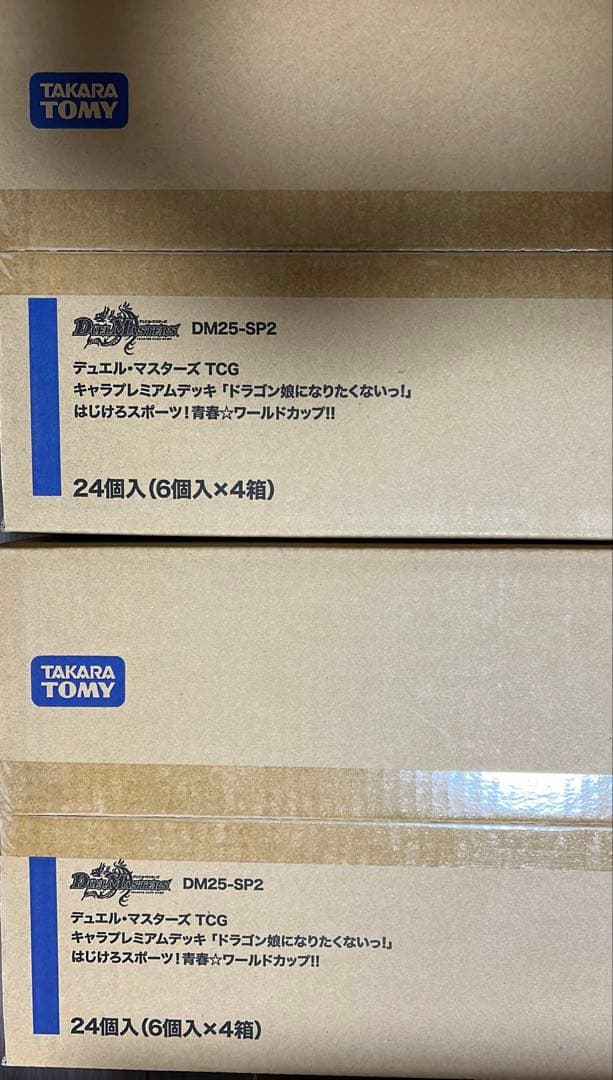 TAKARA
TOMY
DUEL MASTERS DM25-SP2
デュエル・マスターズ TCG
キャラプレミアムデッキ「ドラゴン娘になりたくないっ!」
はじけろスポーツ!青春☆ワールドカップ!!
24個入(6個入×4箱)
TAKARA
TOMY
DUEL MASTERS DM25-SP2
デュエル・マスターズ TCG
キャラプレミアムデッキ「ドラゴン娘になりたくないっ!」
はじけろスポーツ!青春☆ワールドカップ!!
24個入(6個入×4箱)